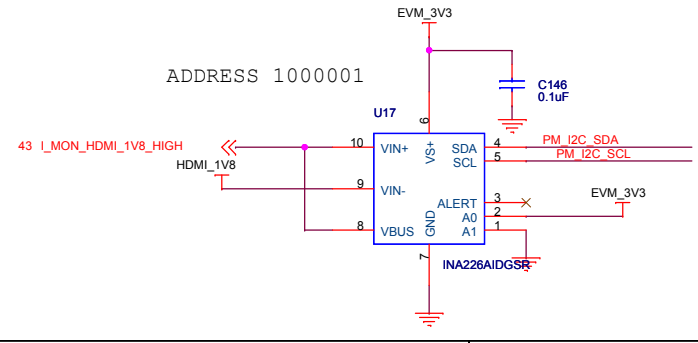 EVM_3V3
ADDRESS 1000001
C146
0.1uF
U17
6
43 I_MON_HDMI_1V8_HIGH
10 VIN+ VS+ SDA 4 PM_I2C_SDA
SCL 5 PM_I2C_SCL
HDMI_1V8
9 VIN-
EVM_3V3
ALERT 3
A0 2
8 VBUS GND A1 1
7
INA226AIDGSR